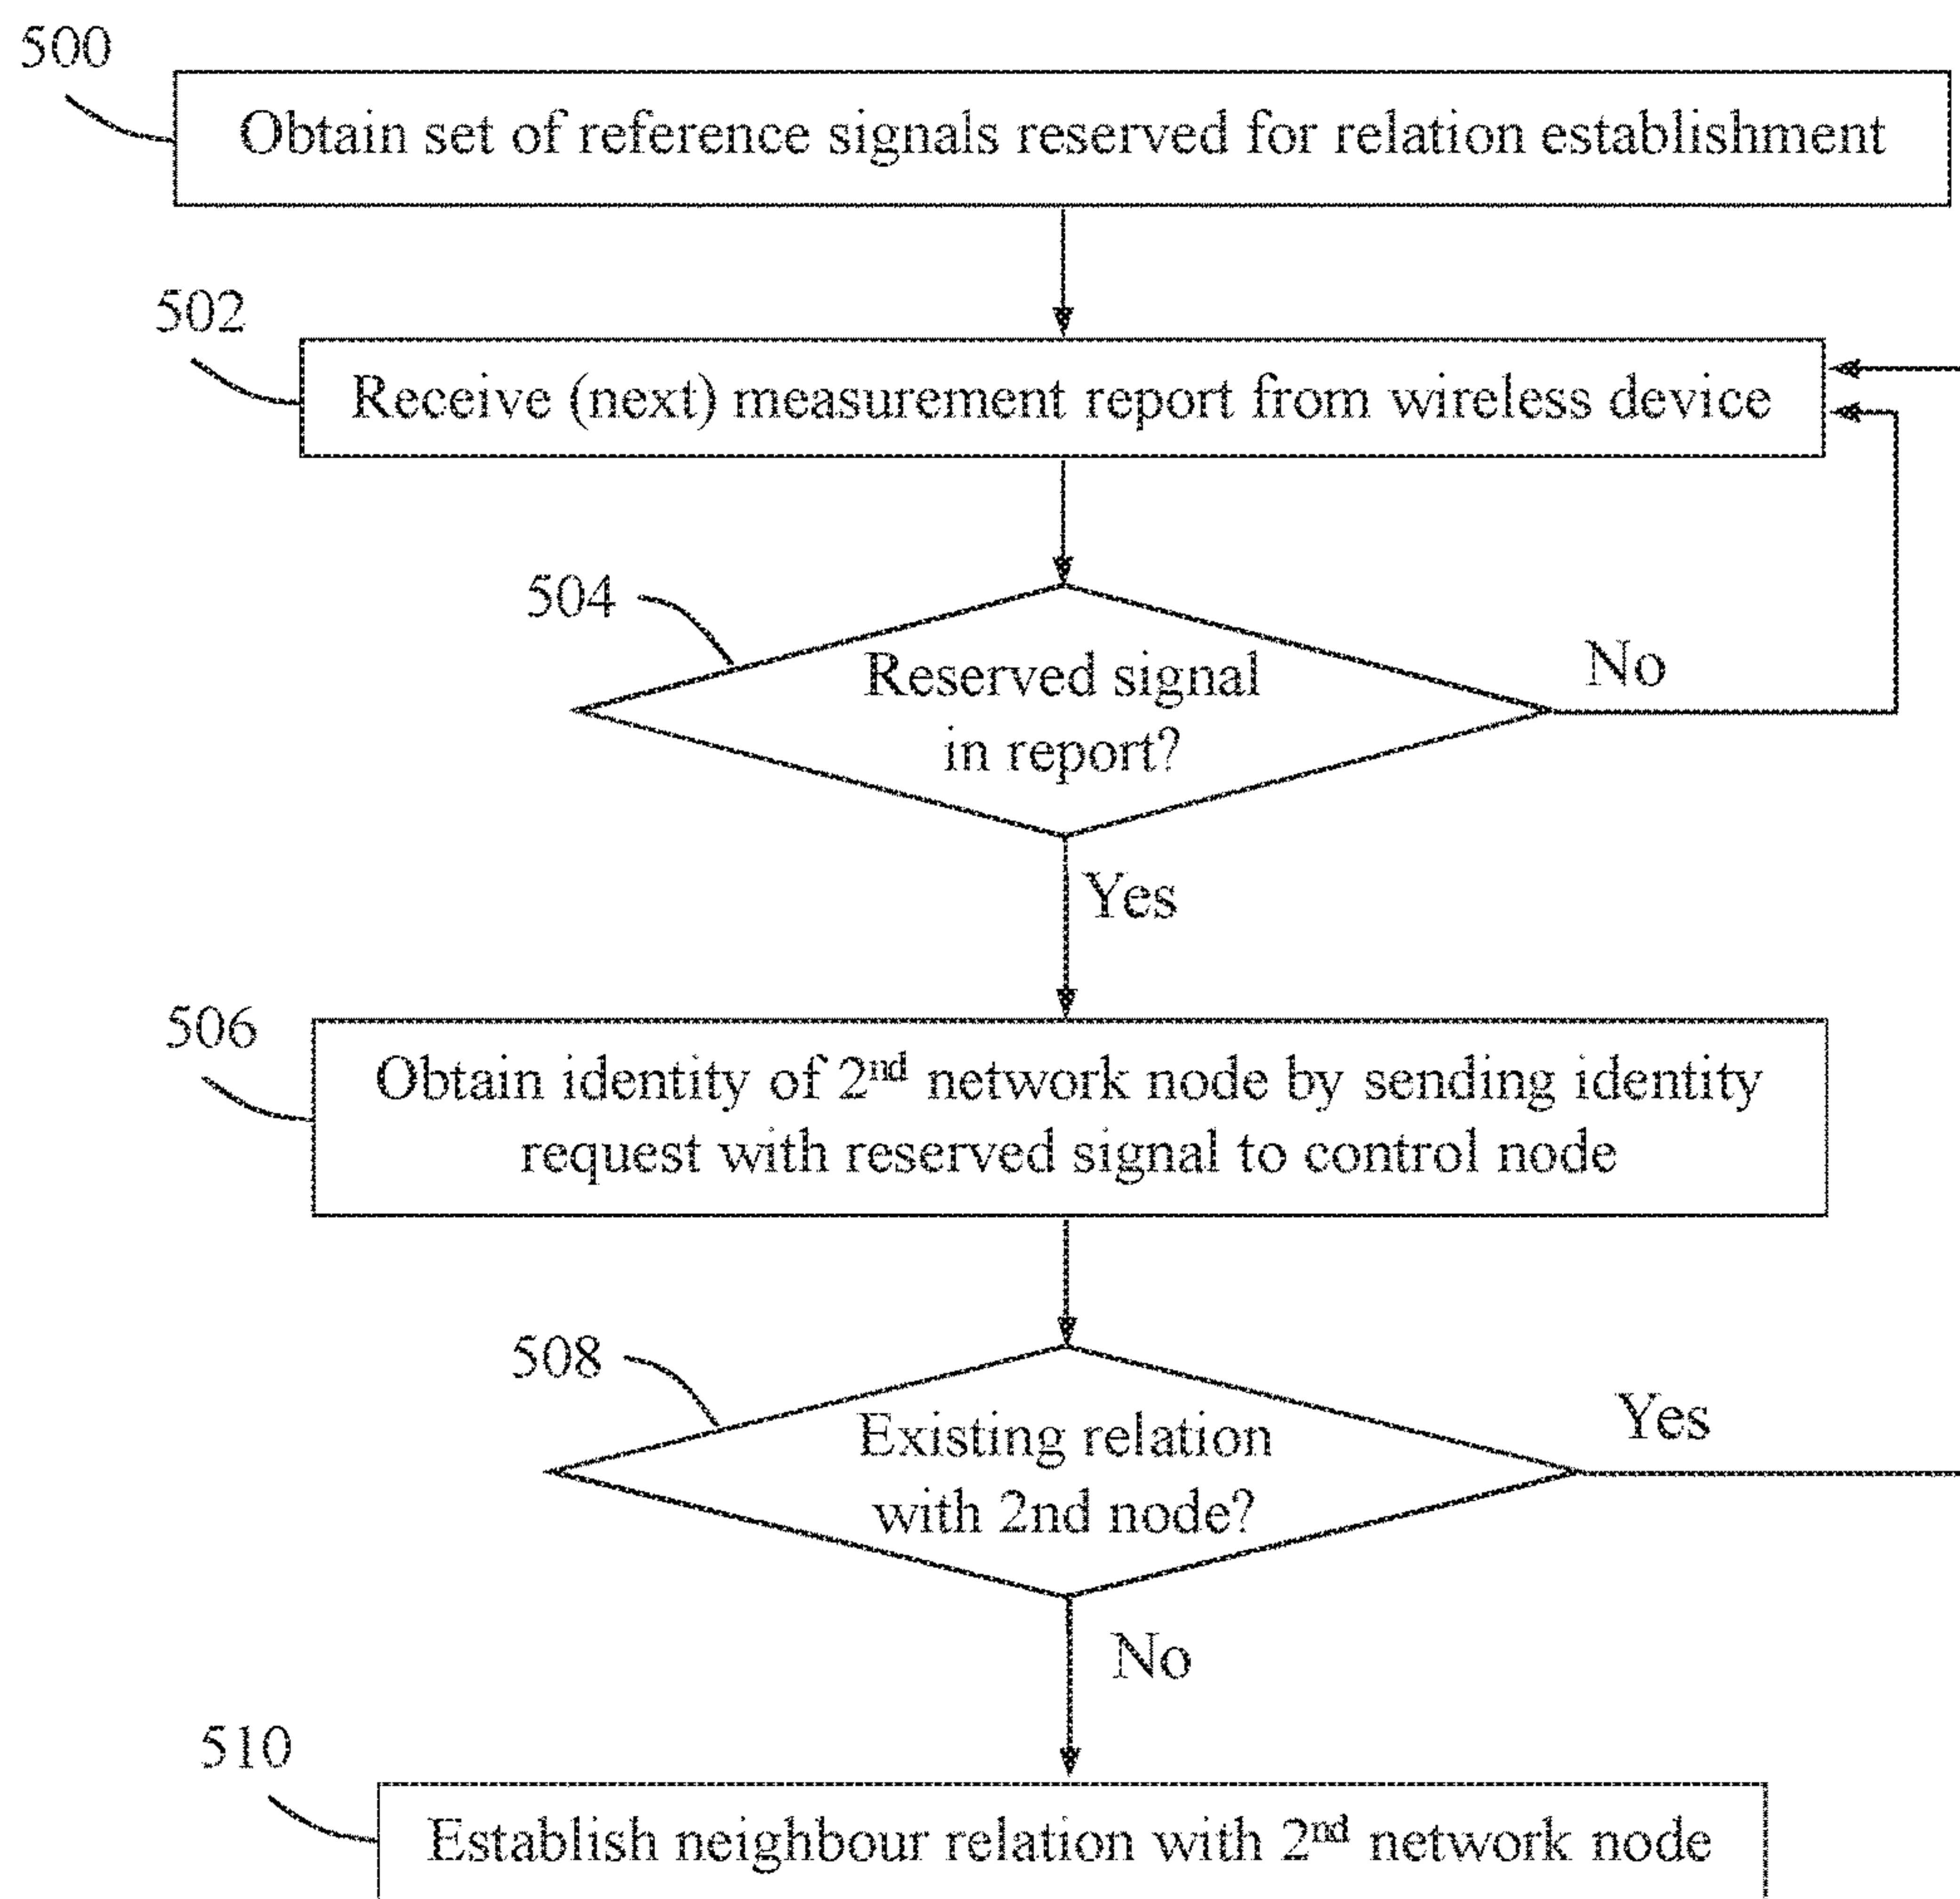 500
Obtain set of reference signals reserved for relation establishment
502
Receive (next) measurement report from wireless device
504
Reserved signal
in report?
No
Yes
506
Obtain identity of 2nd network node by sending identity
request with reserved signal to control node
508
Existing relation
with 2nd node?
Yes
No
510
Establish neighbour relation with 2nd network node